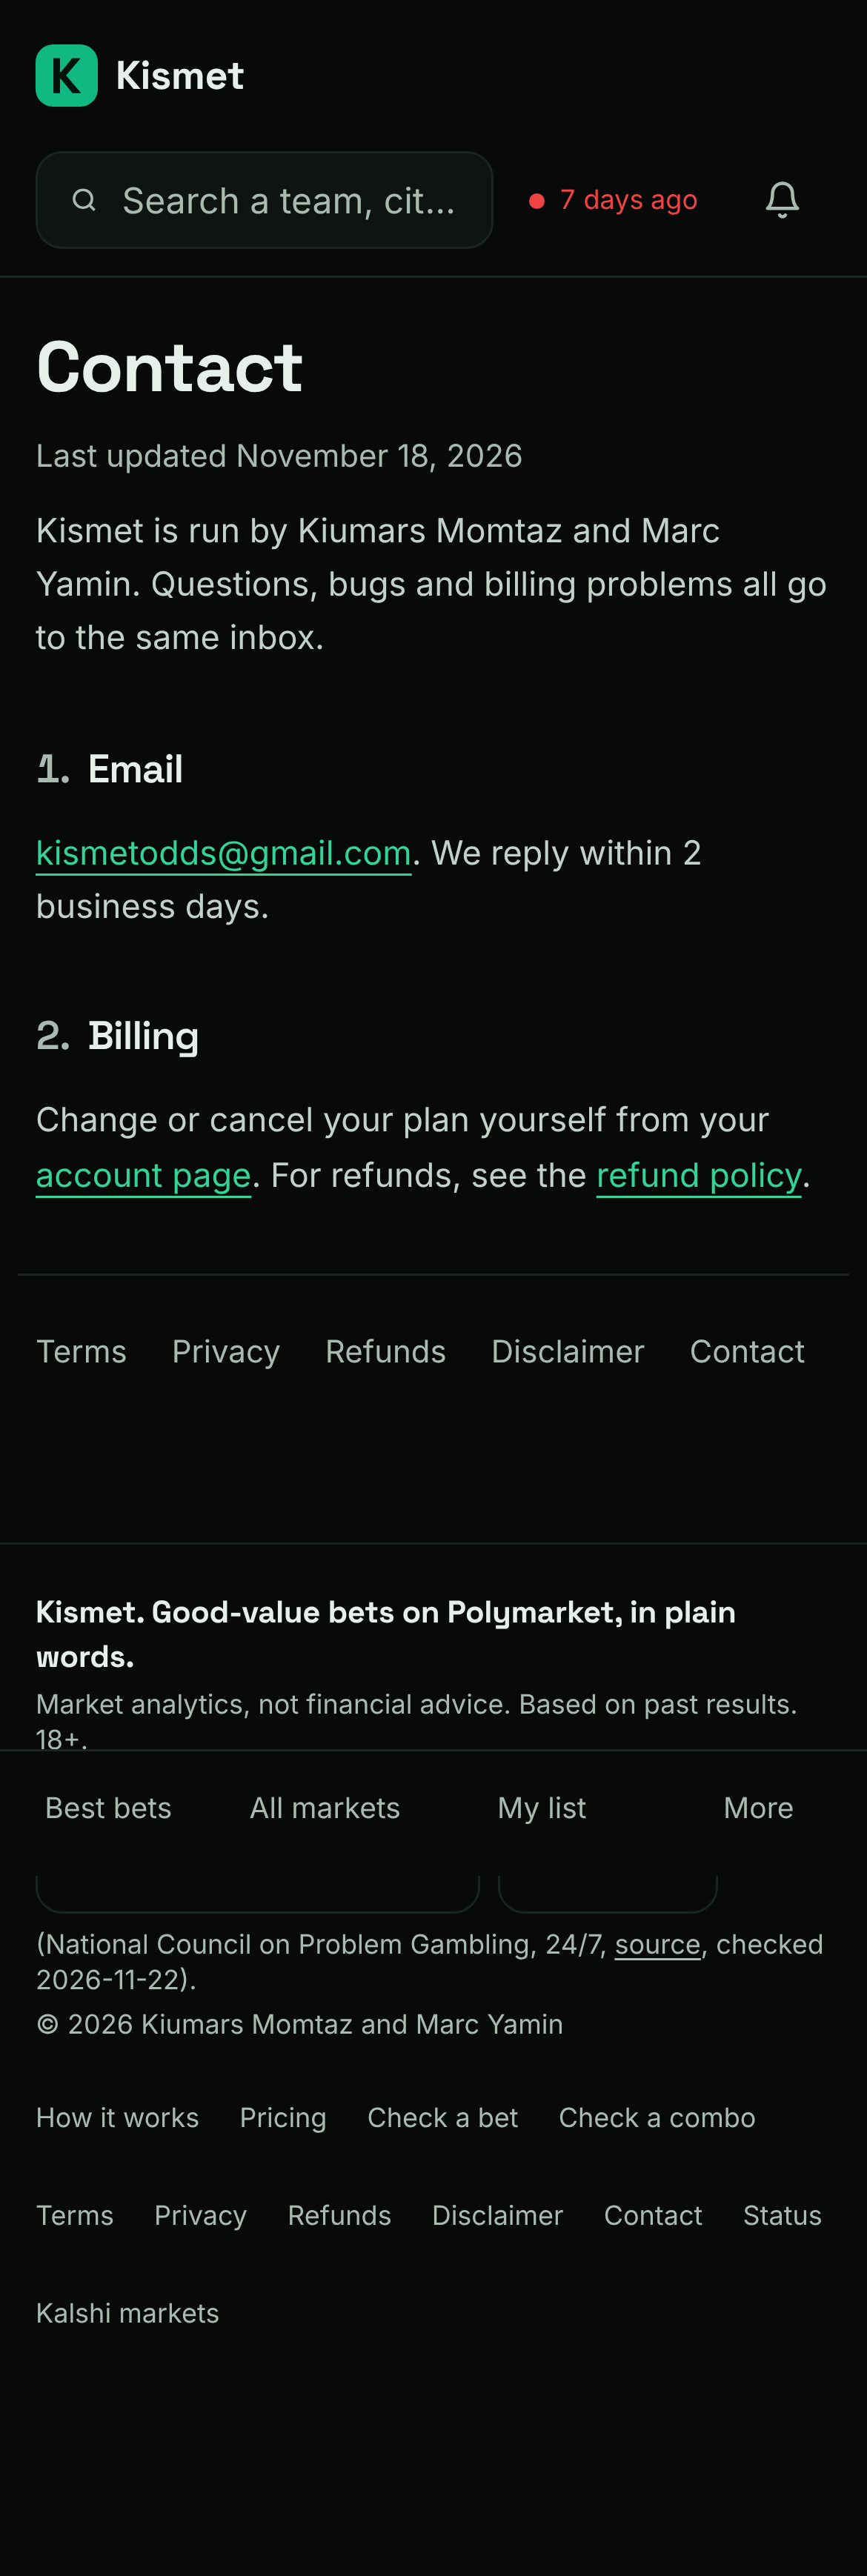 K Kismet
Search a team, cit...
7 days ago
Contact
Last updated November 18, 2026
Kismet is run by Kiumars Momtaz and Marc
Yamin. Questions, bugs and billing problems all go
to the same inbox.
1. Email
kismetodds@gmail.com. We reply within 2
business days.
2. Billing
Change or cancel your plan yourself from your
account page. For refunds, see the refund policy.
Terms Privacy Refunds Disclaimer Contact
Kismet. Good-value bets on Polymarket, in plain
words.
Market analytics, not financial advice. Based on past results.
18+.
Best bets All markets My list More
(National Council on Problem Gambling, 24/7, source, checked
2026-11-22).
© 2026 Kiumars Momtaz and Marc Yamin
How it works Pricing Check a bet Check a combo
Terms Privacy Refunds Disclaimer Contact Status
Kalshi markets